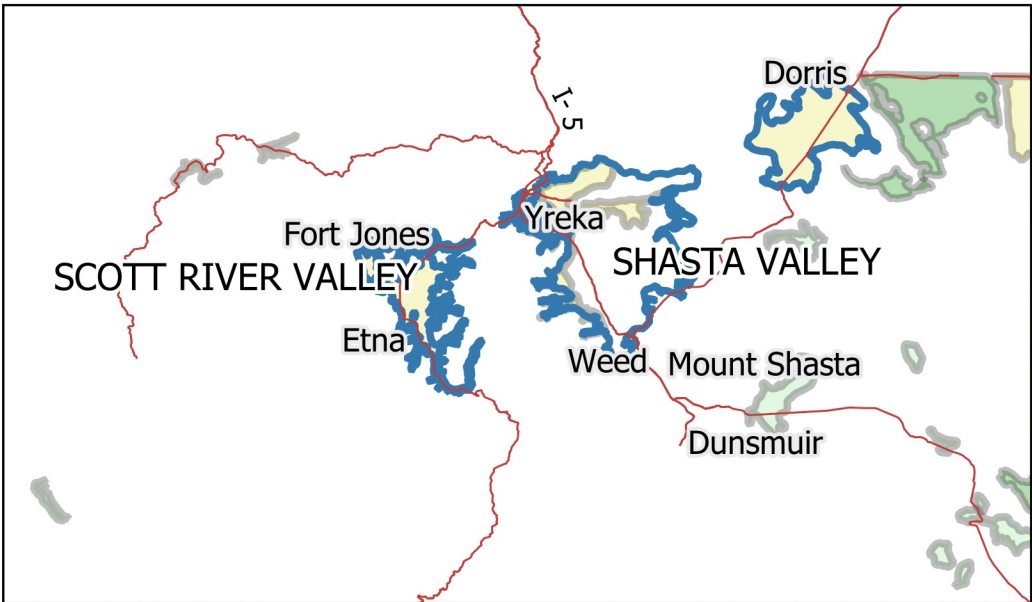 Dorris
I-5
Yreka
Fort Jones
SHASTA VALLEY
SCOTT RIVER VALLEY
Etna
Weed
Mount Shasta
Dunsmuir